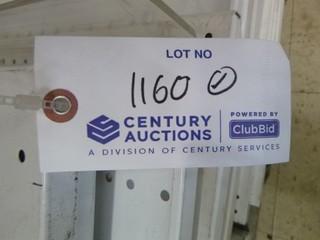 LOT NO
1160
CENTURY
AUCTIONS
POWERED BY
ClubBid
A DIVISION OF CENTURY SERVICES